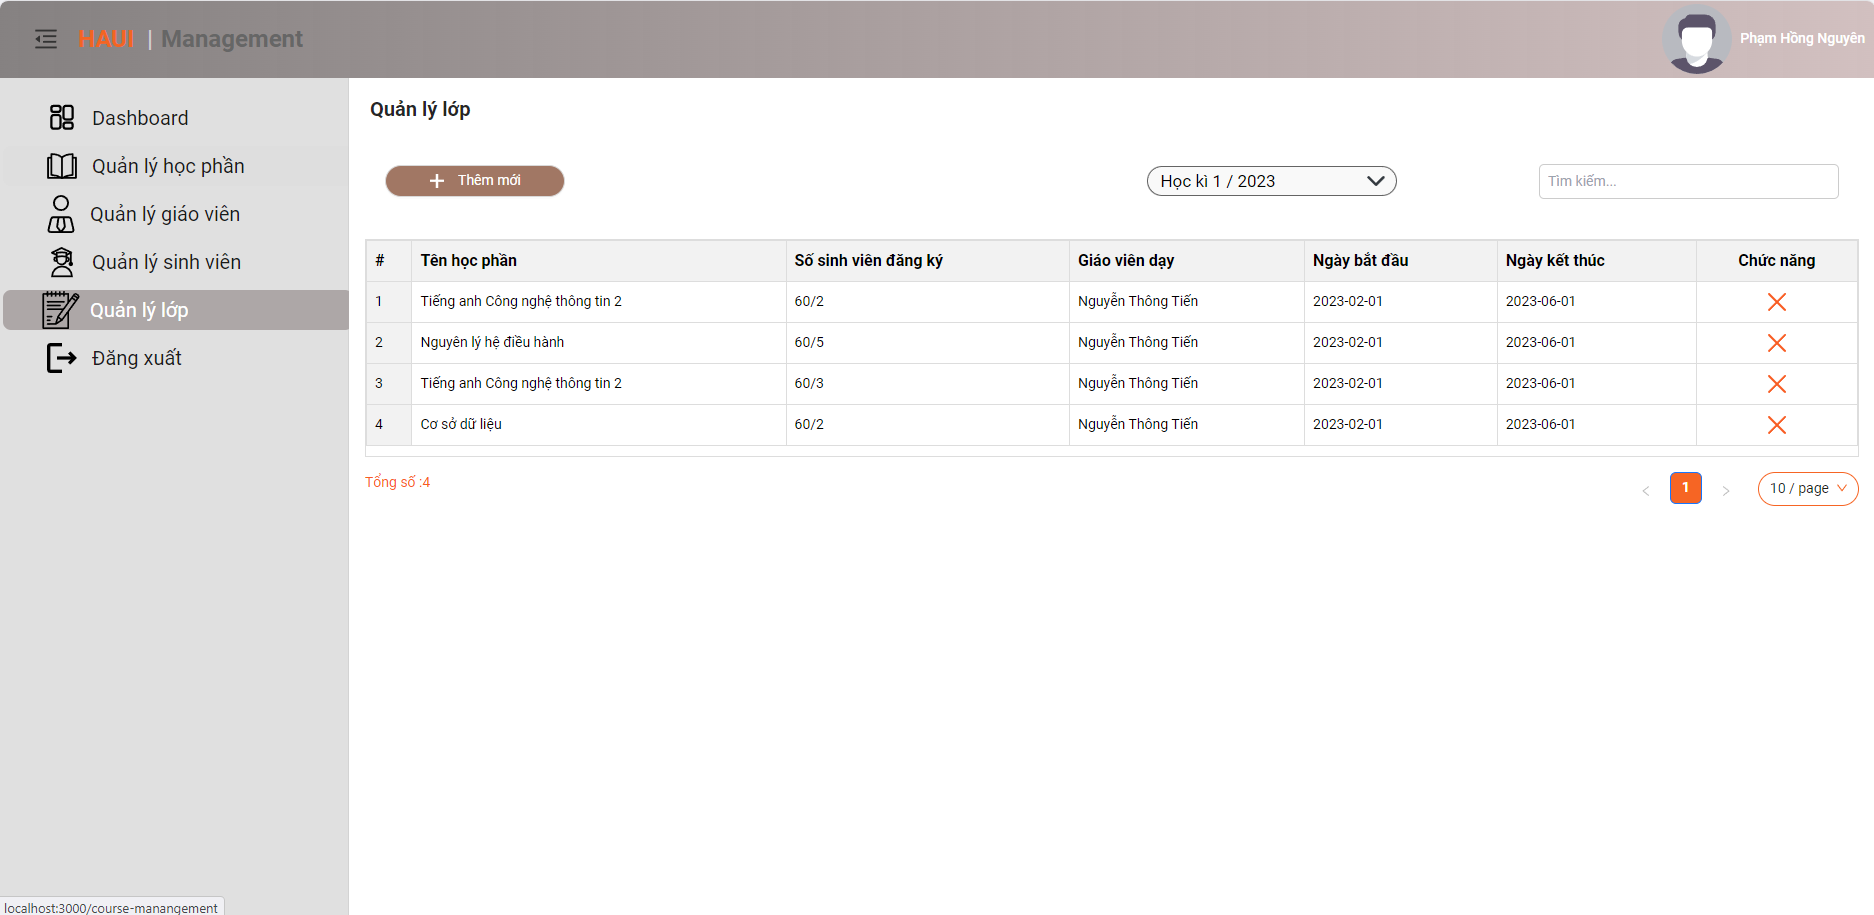 HAUI | Management
Phạm Hồng Nguyên
Dashboard
Quản lý học phần
Quản lý giáo viên
Quản lý sinh viên
Quản lý lớp
Đăng xuất
Quản lý lớp
Thêm mới
Học kì 1 / 2023
Tìm kiếm...
# Tên học phần Số sinh viên đăng ký Giáo viên dạy Ngày bắt đầu Ngày kết thúc Chức năng
1 Tiếng anh Công nghệ thông tin 2 60/2 Nguyễn Thông Tiến 2023-02-01 2023-06-01
2 Nguyên lý hệ điều hành 60/5 Nguyễn Thông Tiến 2023-02-01 2023-06-01
3 Tiếng anh Công nghệ thông tin 2 60/3 Nguyễn Thông Tiến 2023-02-01 2023-06-01
4 Cơ sở dữ liệu 60/2 Nguyễn Thông Tiến 2023-02-01 2023-06-01
Tổng số :4
1
10 / page
localhost:3000/course-manangement